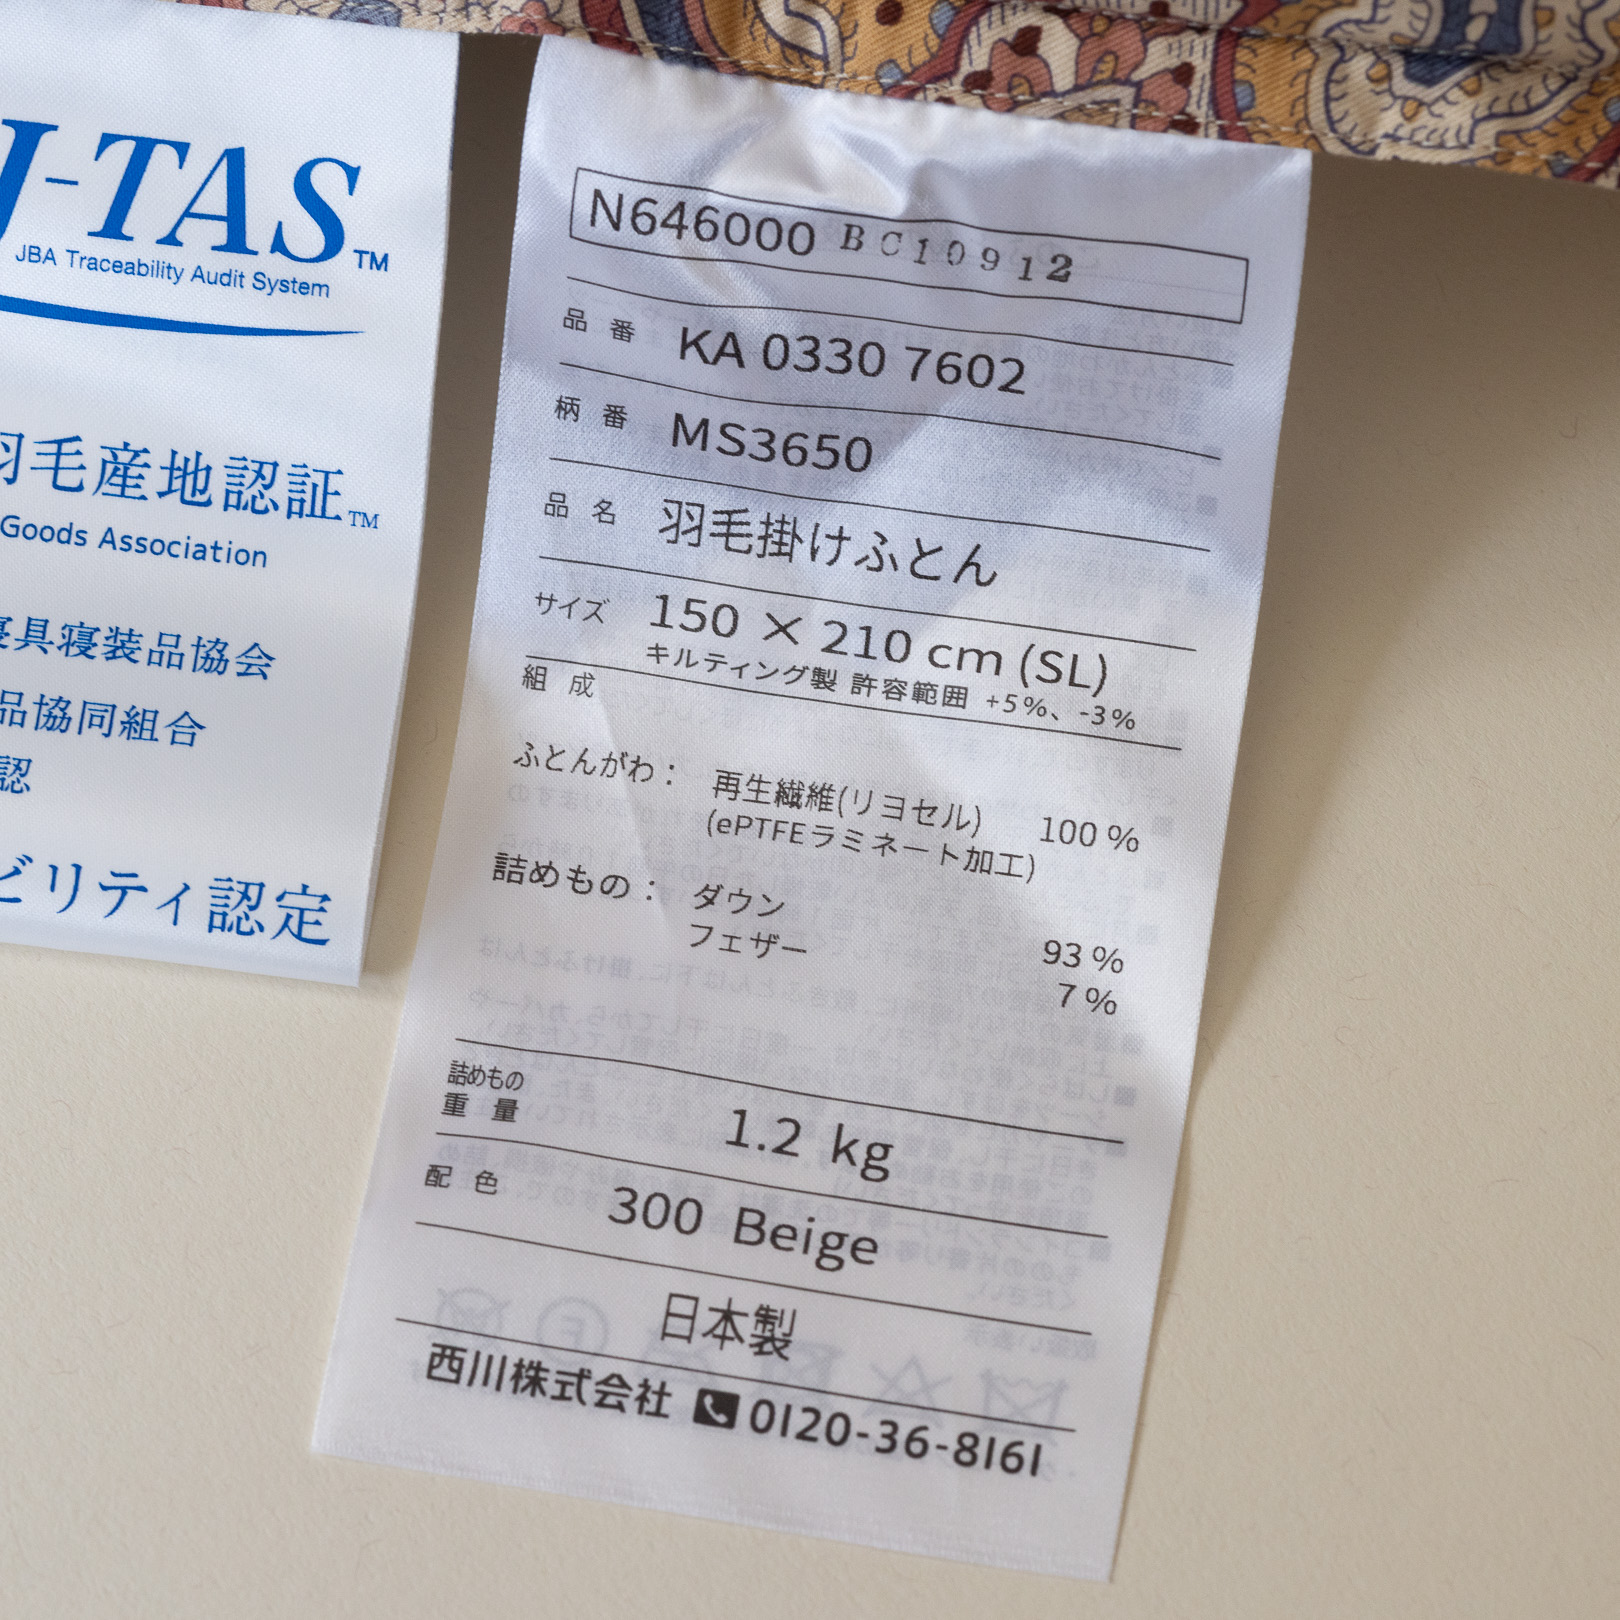 J-TAS™
JBA Traceability Audit System
羽毛産地認証™
Goods Association
寝具寝装品協会
品協同組合
認
ビリティ認定
N646000 BC10912
品番 KA 0330 7602
柄番 MS3650
品名 羽毛掛けふとん
サイズ 150 × 210 cm (SL)
キルティング製 許容範囲 +5%、-3%
組成
ふとんがわ: 再生繊維(リヨセル) 100%
(ePTFEラミネート加工)
詰めもの: ダウン 93%
フェザー 7%
詰めもの
重量 1.2 kg
配色 300 Beige
日本製
西川株式会社 0120-36-8161